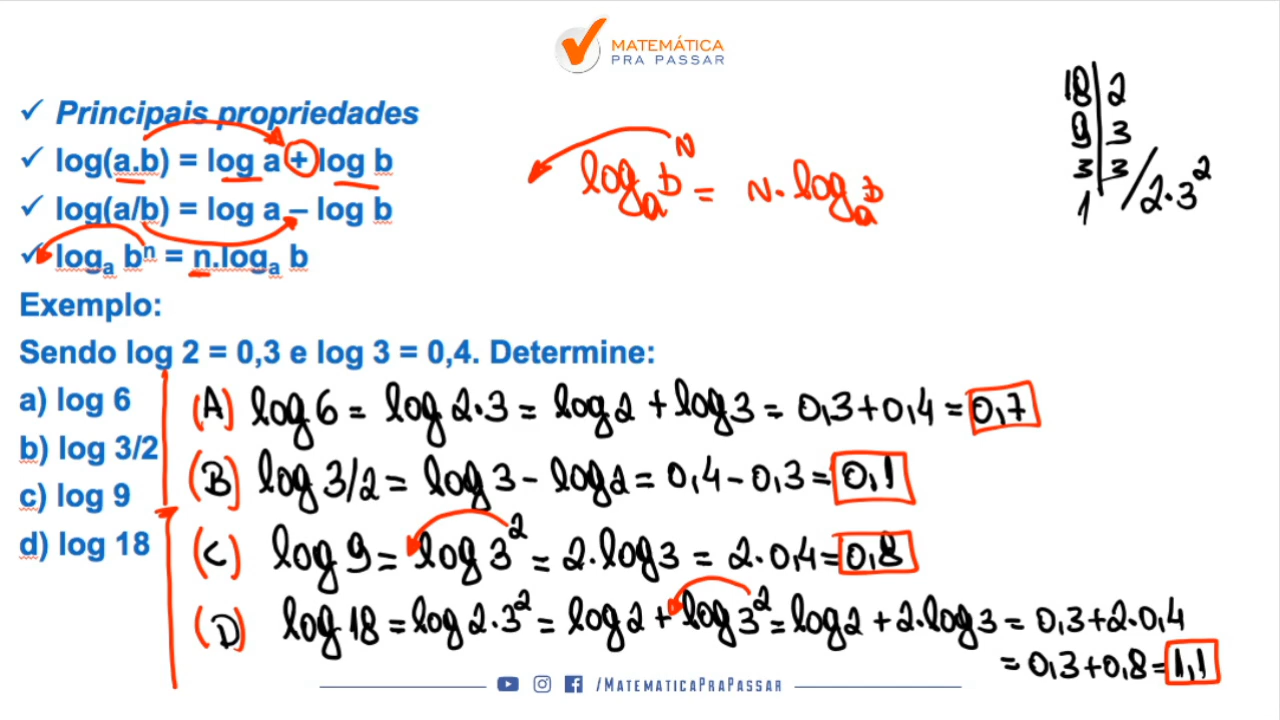 MATEMÁTICA
PRA PASSAR
✓ Principais propriedades
✓ log(a.b) = log a + log b
✓ log(a/b) = log a – log b
✓ logₐ bⁿ = n.logₐ b
logₐ bᴺ = N. logₐ b
18 | 2
9 | 3
3 | 3
1 / 2·3²
Exemplo:
Sendo log 2 = 0,3 e log 3 = 0,4. Determine:
a) log 6
b) log 3/2
c) log 9
d) log 18
(A) log 6 = log 2·3 = log 2 + log 3 = 0,3 + 0,4 = 0,7
(B) log 3/2 = log 3 - log 2 = 0,4 - 0,3 = 0,1
(C) log 9 = log 3² = 2·log 3 = 2·0,4 = 0,8
(D) log 18 = log 2·3² = log 2 + log 3² = log 2 + 2·log 3 = 0,3 + 2·0,4
= 0,3 + 0,8 = 1,1
/MatematicaPraPassar